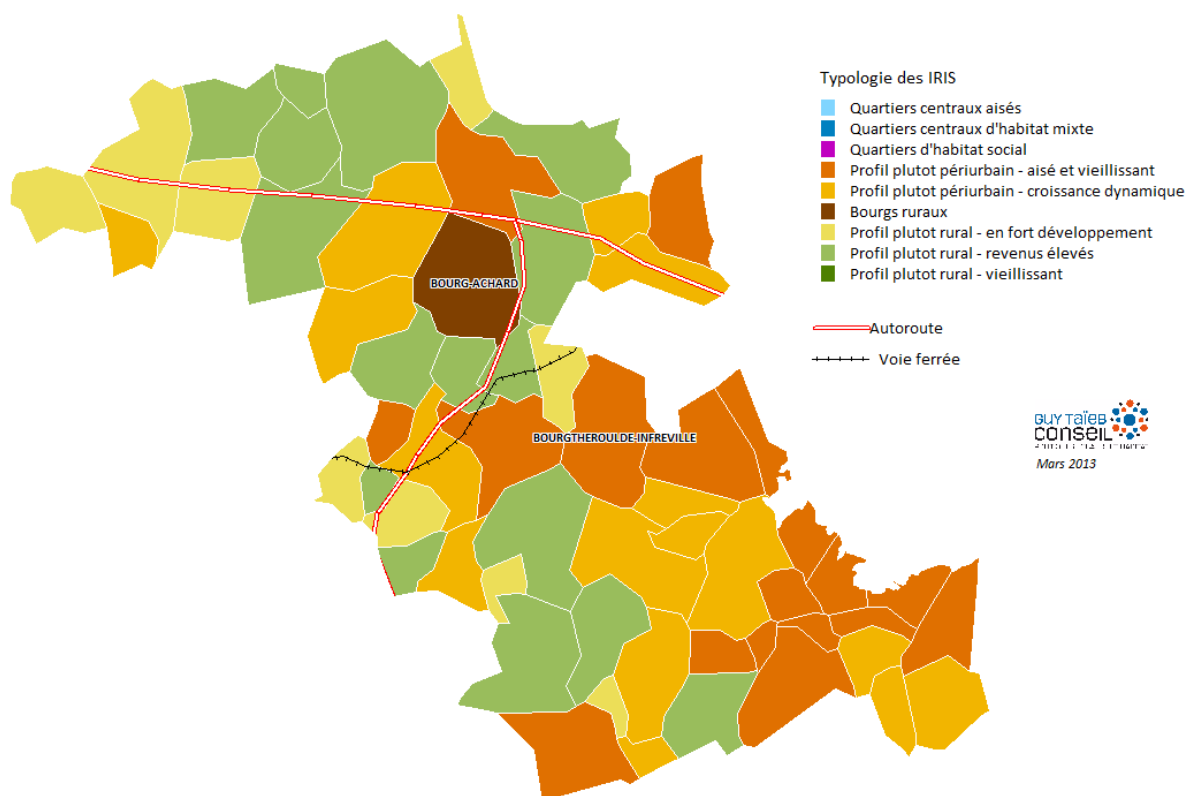 Typologie des IRIS
Quartiers centraux aisés
Quartiers centraux d'habitat mixte
Quartiers d'habitat social
Profil plutot périurbain - aisé et vieillissant
Profil plutot périurbain - croissance dynamique
Bourgs ruraux
Profil plutot rural - en fort développement
Profil plutot rural - revenus élevés
Profil plutot rural - vieillissant
BOURG-ACHARD
Autoroute
Voie ferrée
BOURGTHEROULDE-INFREVILLE
GUY TAÏEB
CONSEIL
Mars 2013